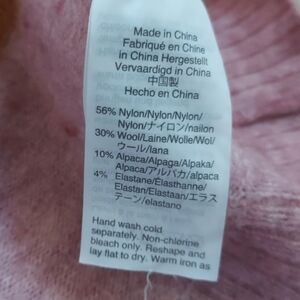 Made in China
Fabriqué en Chine
in China Hergestellt
Vervaardigd in China
中国製
Hecho en China
56% Nylon/Nylon/Nylon/
Nylon/ナイロン/nailon
30% Wool/Laine/Wolle/Wol/
ウール/lana
10% Alpaca/Alpaga/Alpaka/
Alpaca/アルパカ/alpaca
4% Elastane/Élasthanne/
Elastan/Elastaan/エラス
テーン/elastano
Hand wash cold
separately. Non-chlorine
bleach only. Reshape and
lay flat to dry. Warm iron as